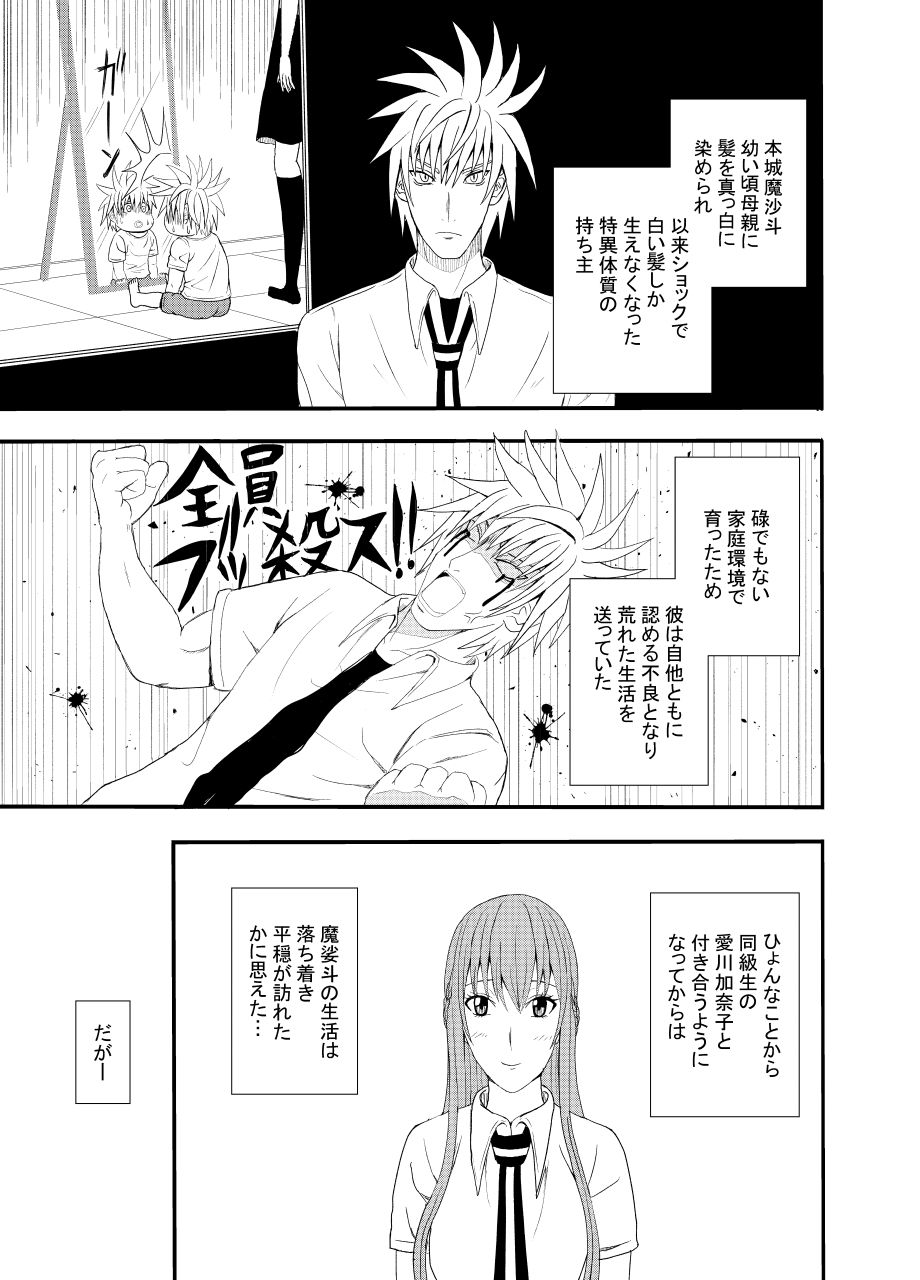 本城魔沙斗
幼い頃母親に
髪を真っ白に
染められ
以来ショックで
白い髪しか
生えなくなった
特異体質の
持ち主
ガーン
碌でもない
家庭環境で
育ったため
彼は自他ともに
認める不良となり
荒れた生活を
送っていた
全員
ブッ殺ス!!
ひょんなことから
同級生の
愛川加奈子と
付き合うように
なってからは
魔娑斗の生活は
落ち着き
平穏が訪れた
かに思えた…
だがー